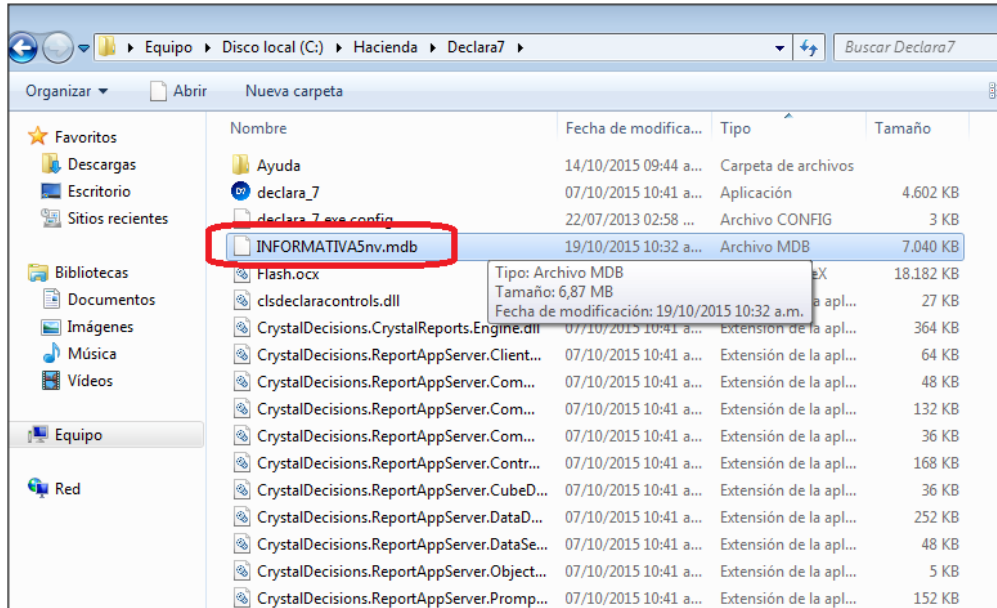 Equipo ▸ Disco local (C:) ▸ Hacienda ▸ Declara7 ▸ Buscar Declara7
Organizar Abrir Nueva carpeta
Favoritos
Descargas
Escritorio
Sitios recientes
Bibliotecas
Documentos
Imágenes
Música
Vídeos
Equipo
Red
Nombre Fecha de modifica... Tipo Tamaño
Ayuda 14/10/2015 09:44 a... Carpeta de archivos
declara_7 07/10/2015 10:41 a... Aplicación 4.602 KB
declara_7.exe.config 22/07/2013 02:58 ... Archivo CONFIG 3 KB
INFORMATIVA5nv.mdb 19/10/2015 10:32 a... Archivo MDB 7.040 KB
Flash.ocx 18.182 KB
Tipo: Archivo MDB
Tamaño: 6,87 MB
Fecha de modificación: 19/10/2015 10:32 a.m.
clsdeclaracontrols.dll a apl... 27 KB
CrystalDecisions.CrystalReports.Engine.dll 07/10/2015 10:41 a... Extensión de la apl... 364 KB
CrystalDecisions.ReportAppServer.Client... 07/10/2015 10:41 a... Extensión de la apl... 64 KB
CrystalDecisions.ReportAppServer.Com... 07/10/2015 10:41 a... Extensión de la apl... 48 KB
CrystalDecisions.ReportAppServer.Com... 07/10/2015 10:41 a... Extensión de la apl... 132 KB
CrystalDecisions.ReportAppServer.Com... 07/10/2015 10:41 a... Extensión de la apl... 36 KB
CrystalDecisions.ReportAppServer.Contr... 07/10/2015 10:41 a... Extensión de la apl... 168 KB
CrystalDecisions.ReportAppServer.CubeD... 07/10/2015 10:41 a... Extensión de la apl... 36 KB
CrystalDecisions.ReportAppServer.DataD... 07/10/2015 10:41 a... Extensión de la apl... 252 KB
CrystalDecisions.ReportAppServer.DataSe... 07/10/2015 10:41 a... Extensión de la apl... 48 KB
CrystalDecisions.ReportAppServer.Object... 07/10/2015 10:41 a... Extensión de la apl... 5 KB
CrystalDecisions.ReportAppServer.Promp... 07/10/2015 10:41 a... Extensión de la apl... 152 KB